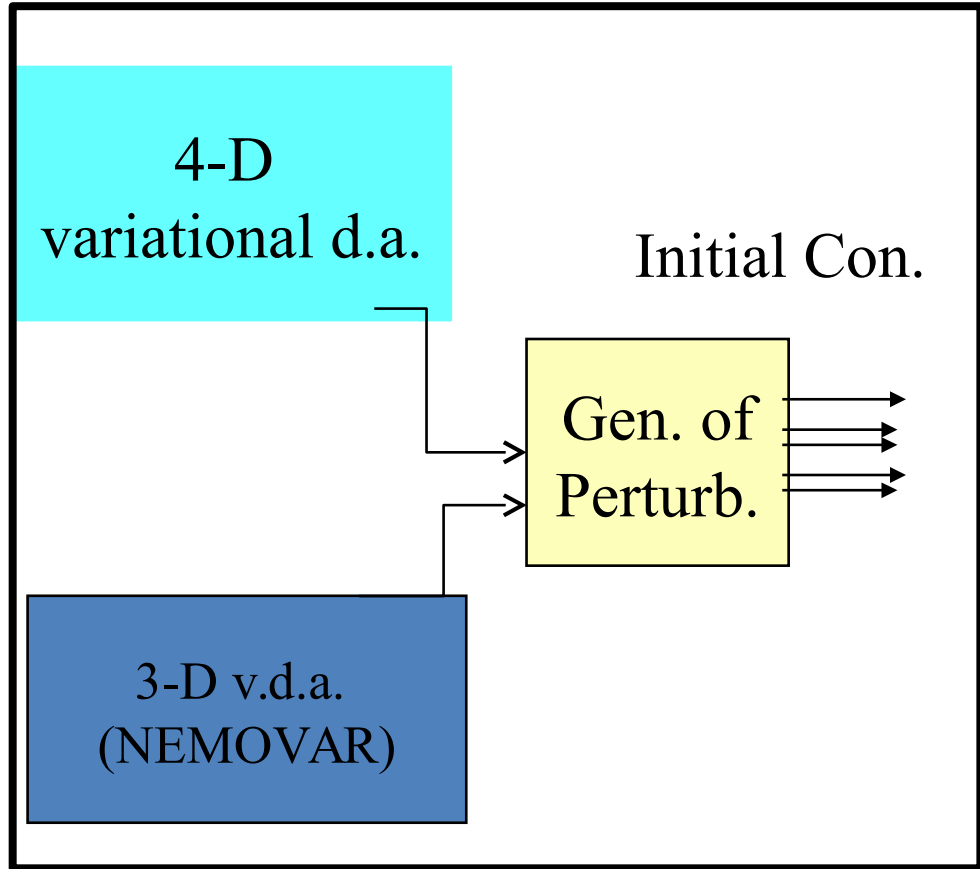 4-D
variational d.a.
Initial Con.
Gen. of
Perturb.
3-D v.d.a.
(NEMOVAR)